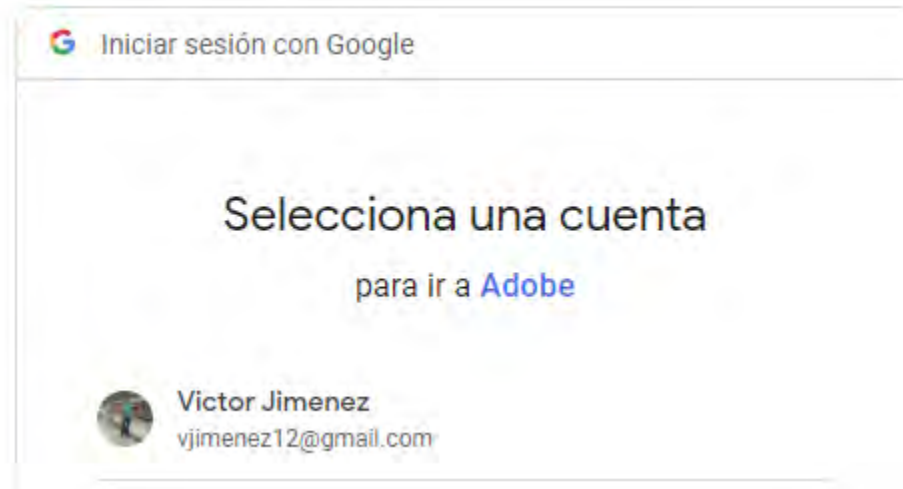 Iniciar sesión con Google
Selecciona una cuenta
para ir a Adobe
Victor Jimenez
vjimenez12@gmail.com